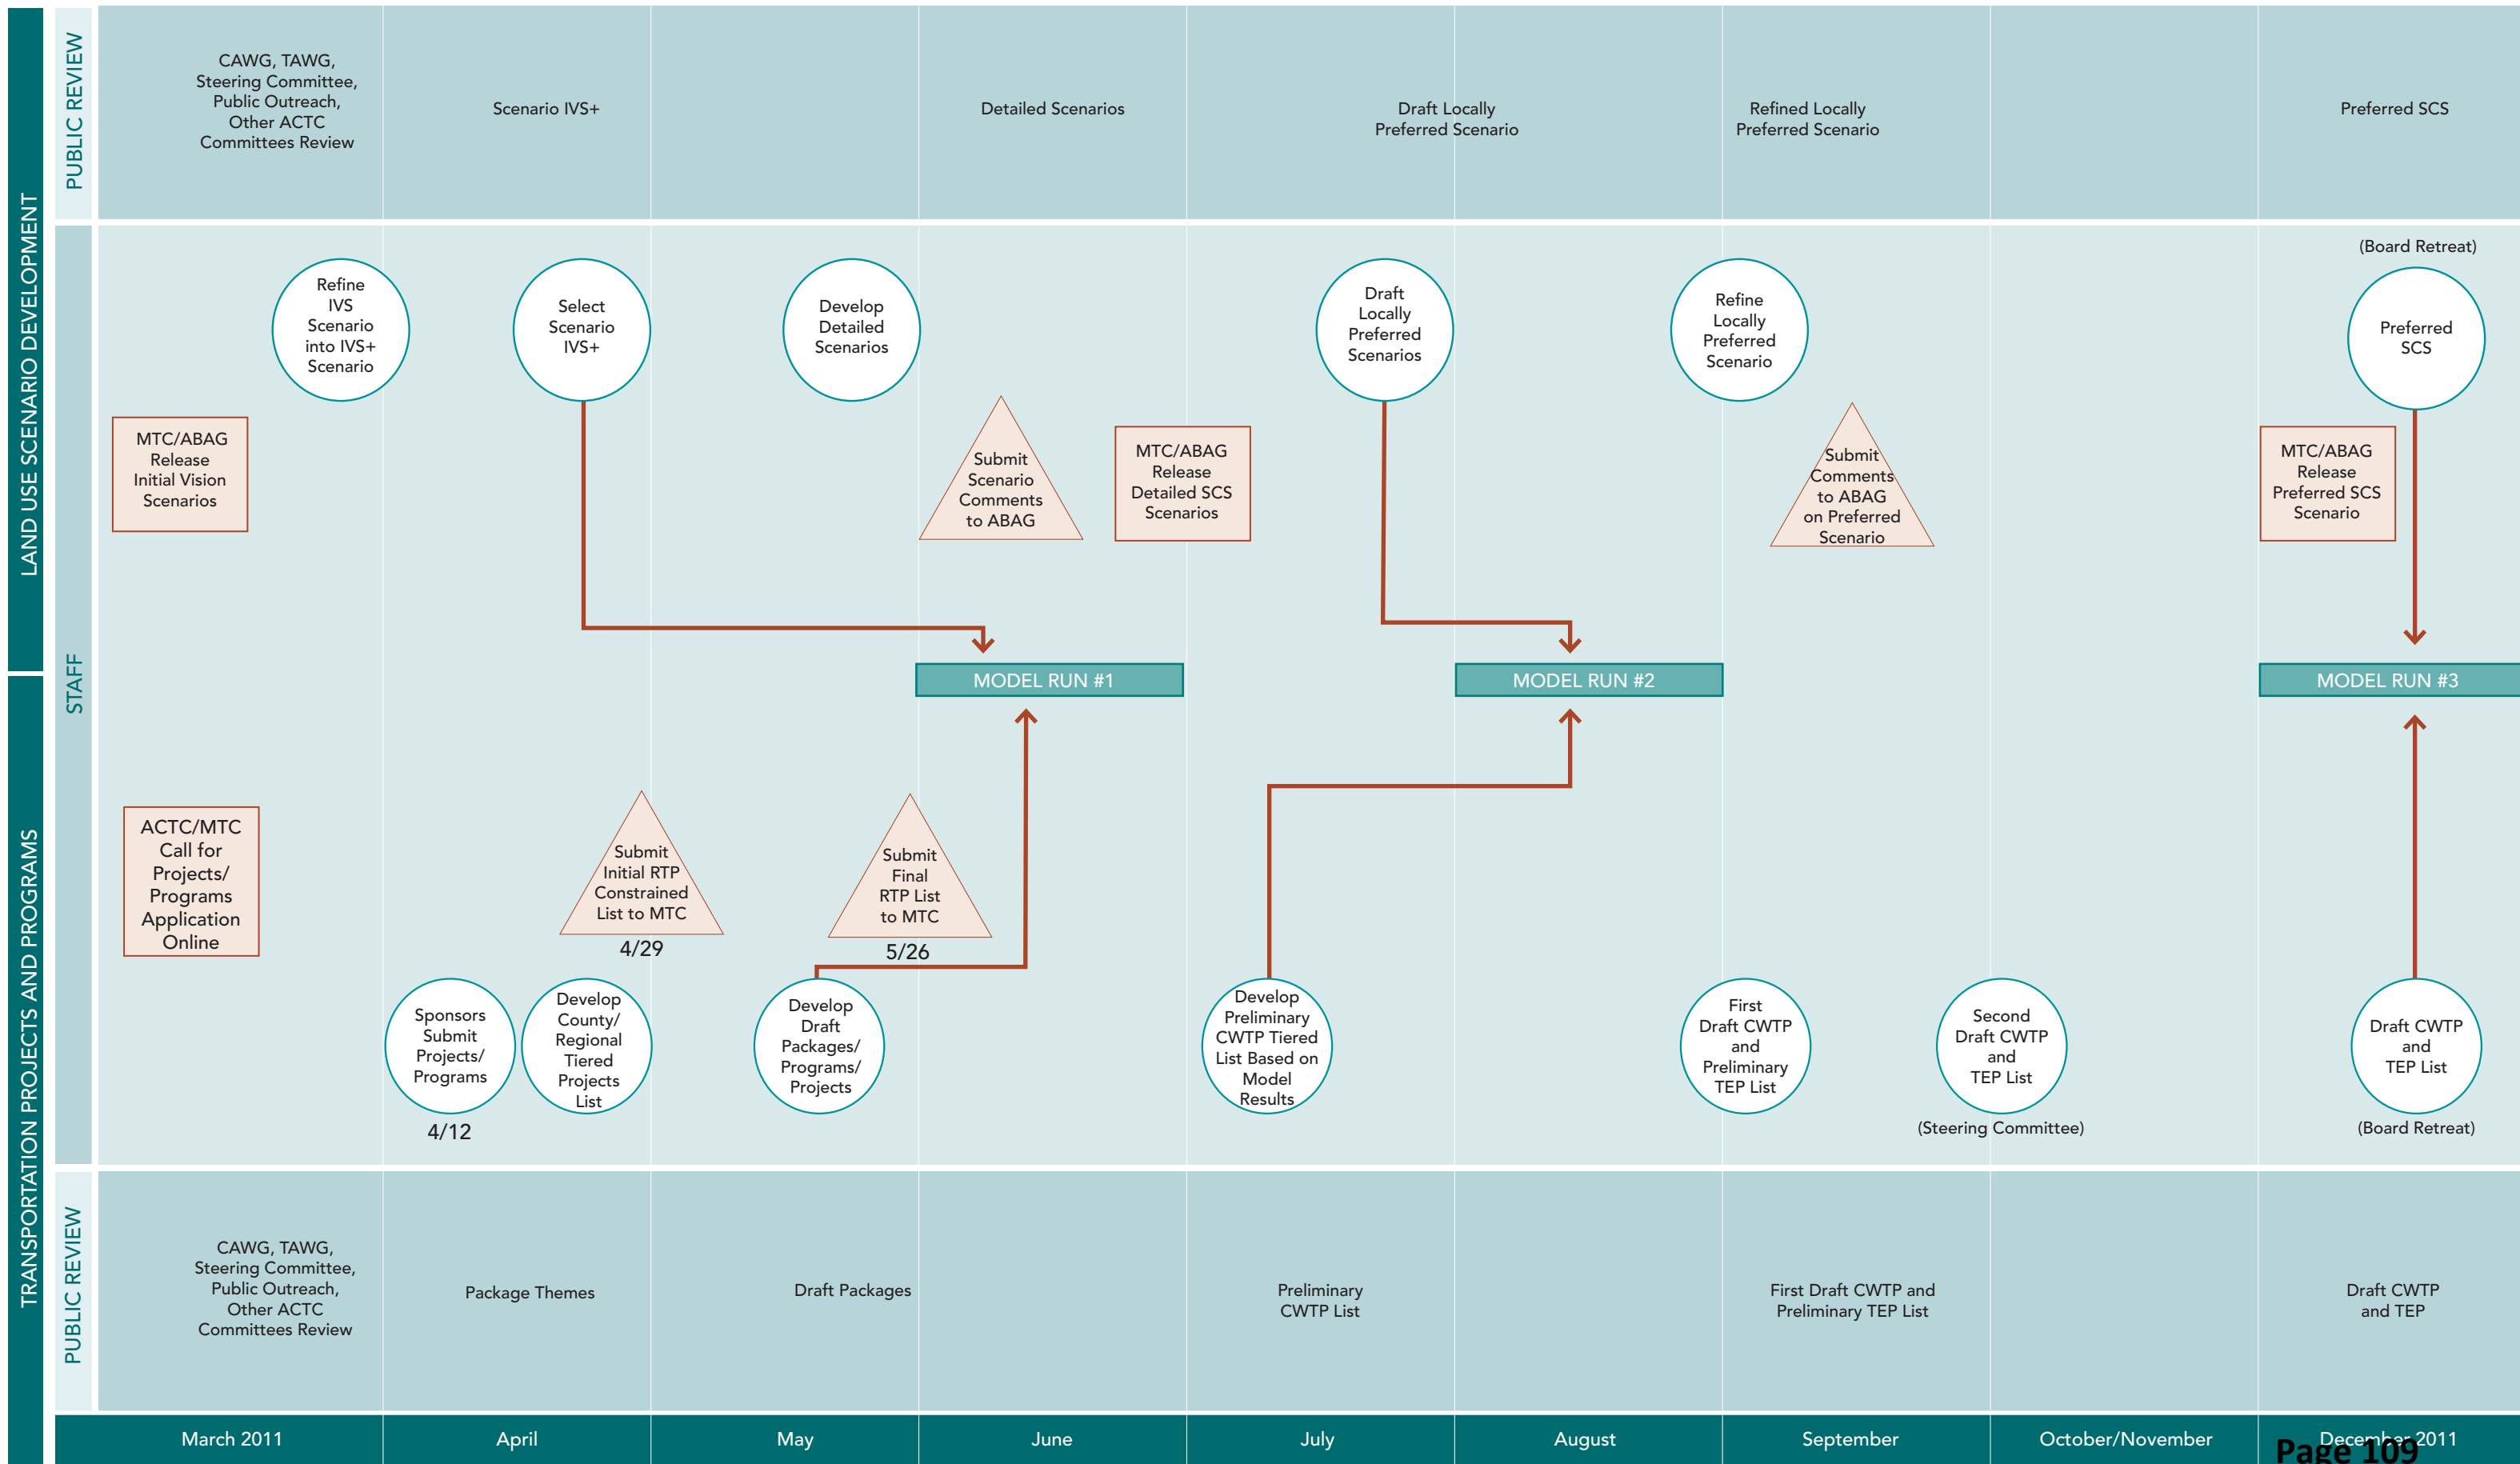 LAND USE SCENARIO DEVELOPMENT
TRANSPORTATION PROJECTS AND PROGRAMS
PUBLIC REVIEW
CAWG, TAWG,
Steering Committee,
Public Outreach,
Other ACTC
Committees Review
Scenario IVS+
Detailed Scenarios
Draft Locally
Preferred Scenario
Refined Locally
Preferred Scenario
Preferred SCS
STAFF
Refine
IVS
Scenario
into IVS+
Scenario
Select
Scenario
IVS+
Develop
Detailed
Scenarios
Draft
Locally
Preferred
Scenarios
Refine
Locally
Preferred
Scenario
(Board Retreat)
Preferred
SCS
MTC/ABAG
Release
Initial Vision
Scenarios
Submit
Scenario
Comments
to ABAG
MTC/ABAG
Release
Detailed SCS
Scenarios
Submit
Comments
to ABAG
on Preferred
Scenario
MTC/ABAG
Release
Preferred SCS
Scenario
MODEL RUN #1
MODEL RUN #2
MODEL RUN #3
ACTC/MTC
Call for
Projects/
Programs
Application
Online
Submit
Initial RTP
Constrained
List to MTC
4/29
Submit
Final
RTP List
to MTC
5/26
Sponsors
Submit
Projects/
Programs
4/12
Develop
County/
Regional
Tiered
Projects
List
Develop
Draft
Packages/
Programs/
Projects
Develop
Preliminary
CWTP Tiered
List Based on
Model
Results
First
Draft CWTP
and
Preliminary
TEP List
Second
Draft CWTP
and
TEP List
(Steering Committee)
Draft CWTP
and
TEP List
(Board Retreat)
PUBLIC REVIEW
CAWG, TAWG,
Steering Committee,
Public Outreach,
Other ACTC
Committees Review
Package Themes
Draft Packages
Preliminary
CWTP List
First Draft CWTP and
Preliminary TEP List
Draft CWTP
and TEP
March 2011
April
May
June
July
August
September
October/November
December 2011
Page 109